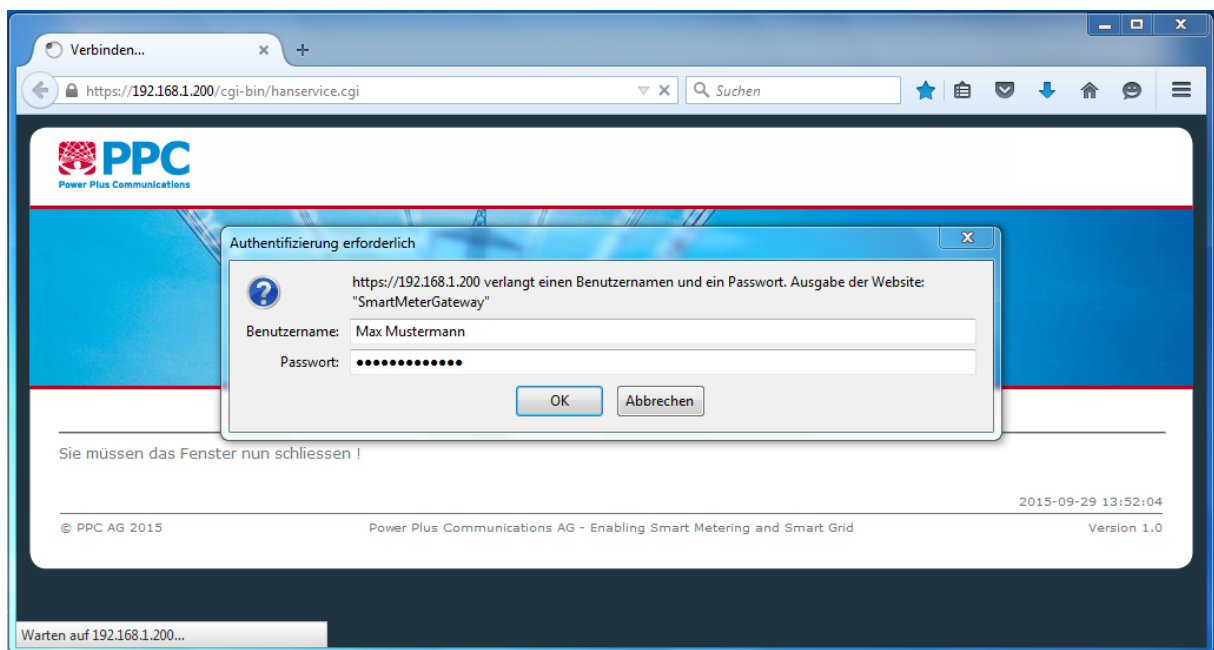 Verbinden...
https://192.168.1.200/cgi-bin/hanservice.cgi
Suchen
PPC
Power Plus Communications
Authentifizierung erforderlich
https://192.168.1.200 verlangt einen Benutzernamen und ein Passwort. Ausgabe der Website:
"SmartMeterGateway"
Benutzername: Max Mustermann
Passwort: •••••••••••••
OK Abbrechen
Sie müssen das Fenster nun schliessen !
2015-09-29 13:52:04
© PPC AG 2015 Power Plus Communications AG - Enabling Smart Metering and Smart Grid Version 1.0
Warten auf 192.168.1.200...